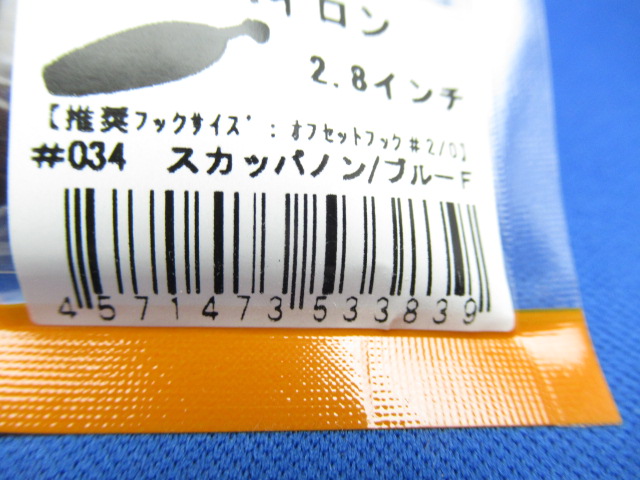 イロン
2.8インチ
【推奨フックサイズ:オフセットフック#2/0】
#034 スカッパノン/ブルーF
4571473533839